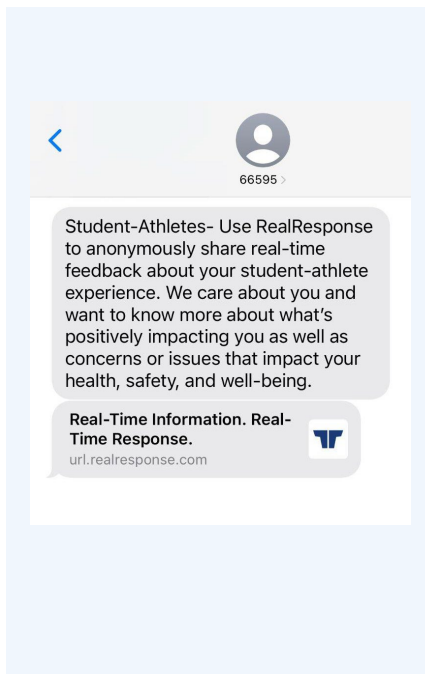 66595
Student-Athletes- Use RealResponse
to anonymously share real-time
feedback about your student-athlete
experience. We care about you and
want to know more about what’s
positively impacting you as well as
concerns or issues that impact your
health, safety, and well-being.
Real-Time Information. Real-
Time Response.
url.realresponse.com